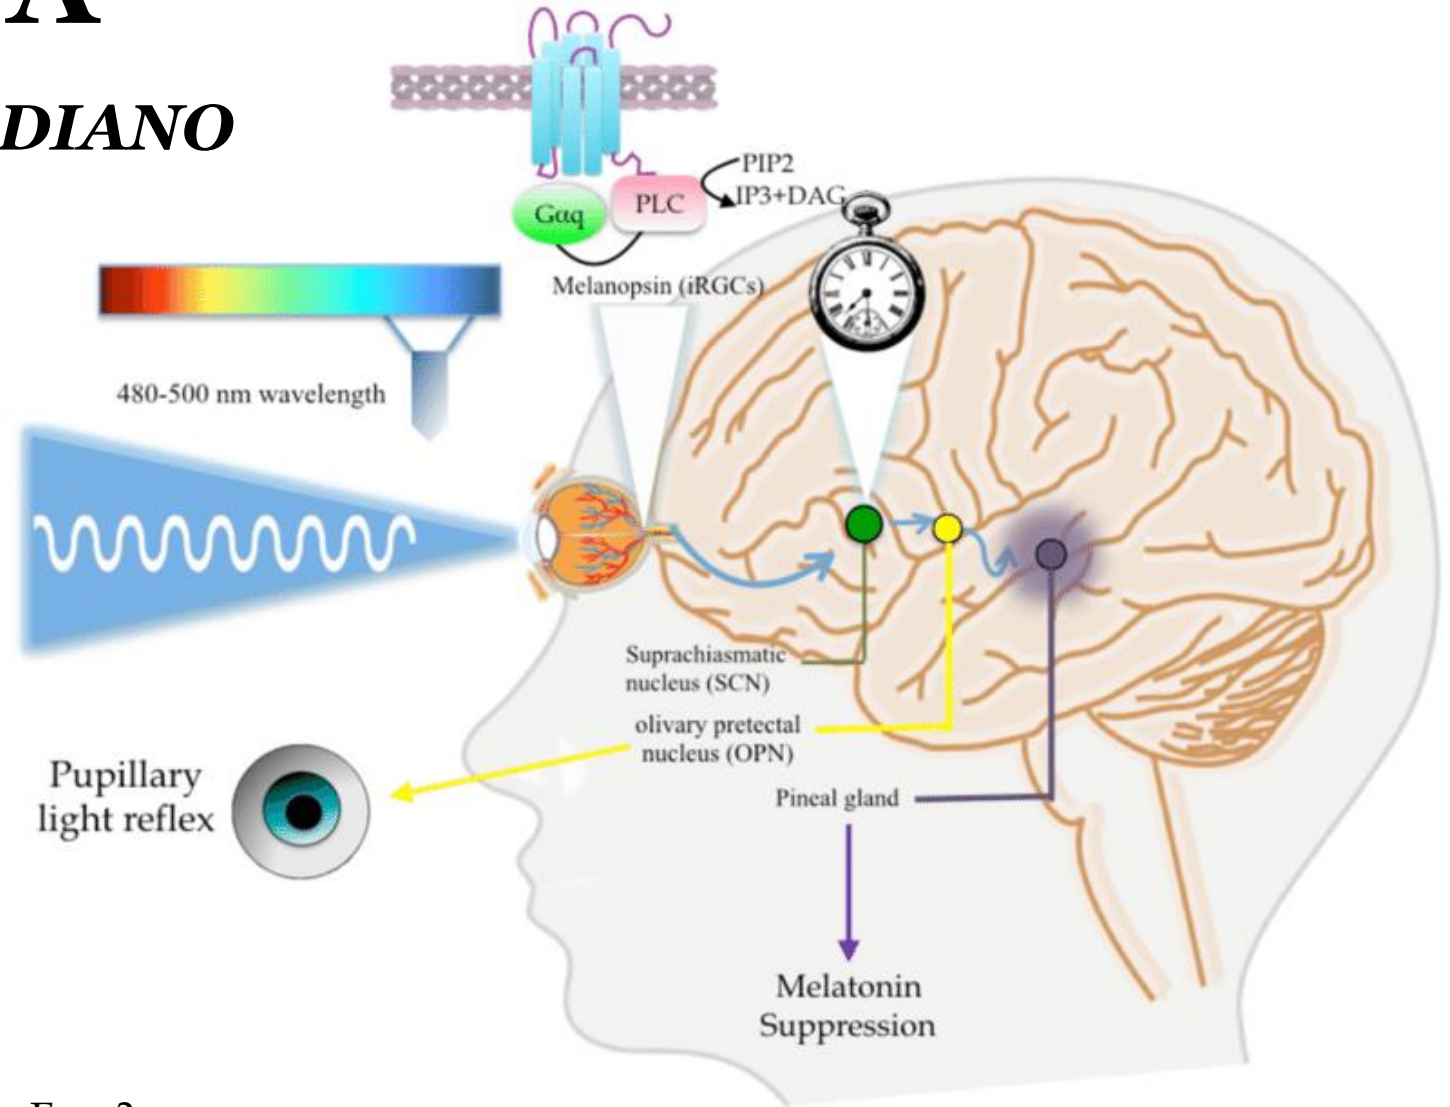 DIANO
PIP2
IP3+DAG
Gαq
PLC
Melanopsin (iRGCs)
480-500 nm wavelength
Suprachiasmatic
nucleus (SCN)
olivary pretectal
nucleus (OPN)
Pupillary
light reflex
Pineal gland
Melatonin
Suppression